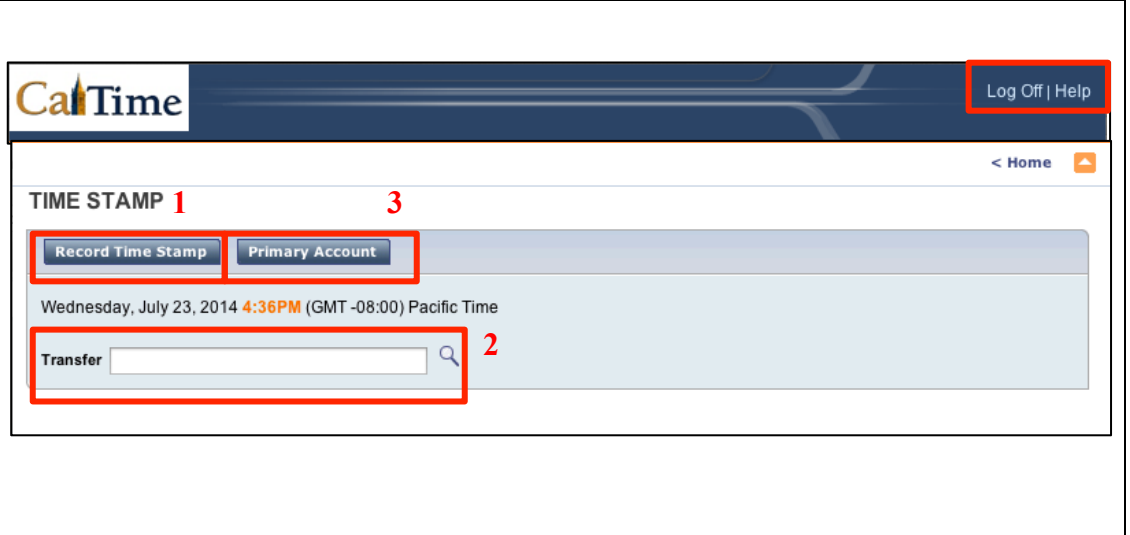 CalTime
Log Off | Help
< Home
TIME STAMP 1 3
Record Time Stamp Primary Account
Wednesday, July 23, 2014 4:36PM (GMT -08:00) Pacific Time
Transfer 2